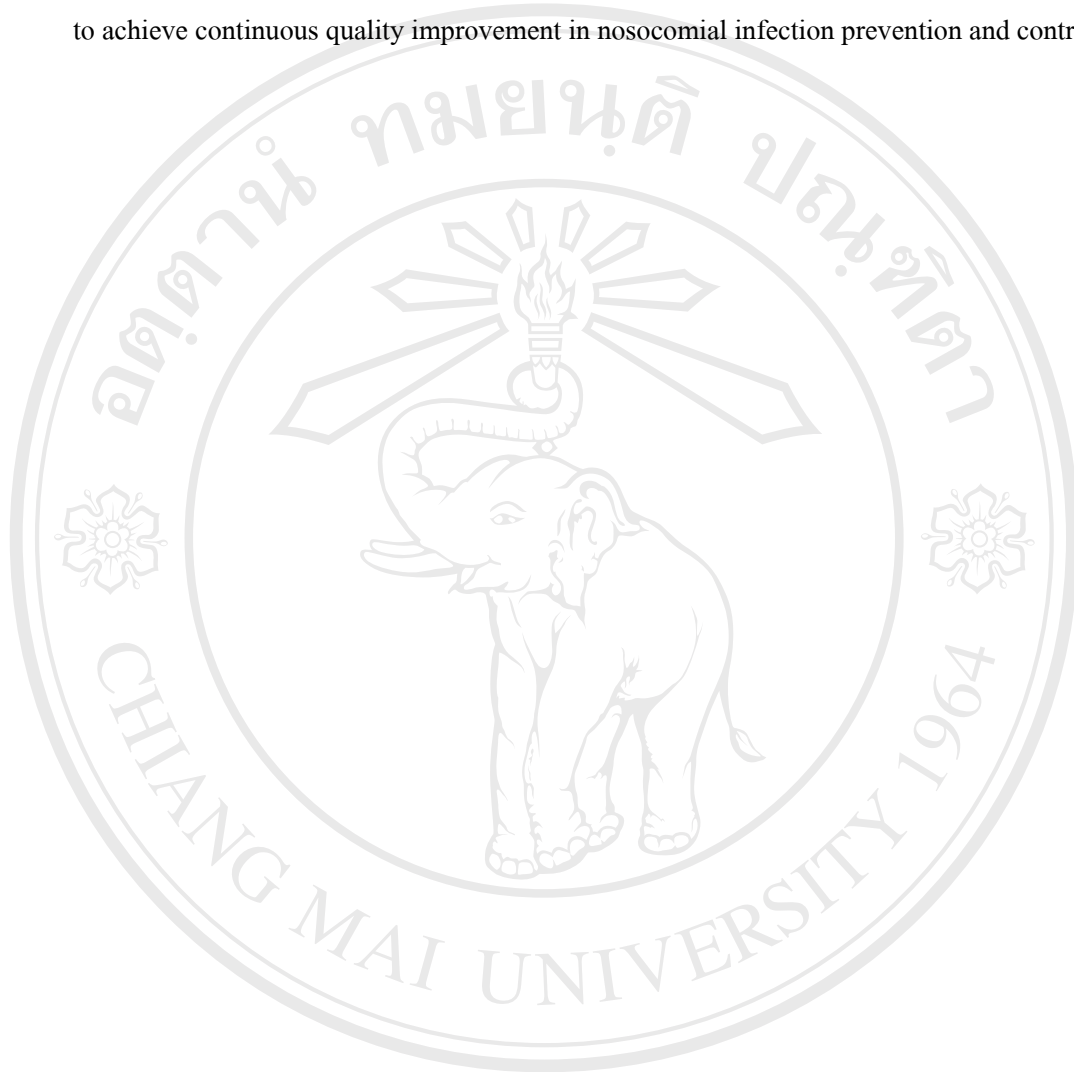 to achieve continuous quality improvement in nosocomial infection prevention and contr
อตฺตานํ ทมยนฺติ ปณฺฑิตา
CHIANG MAI UNIVERSITY 1964